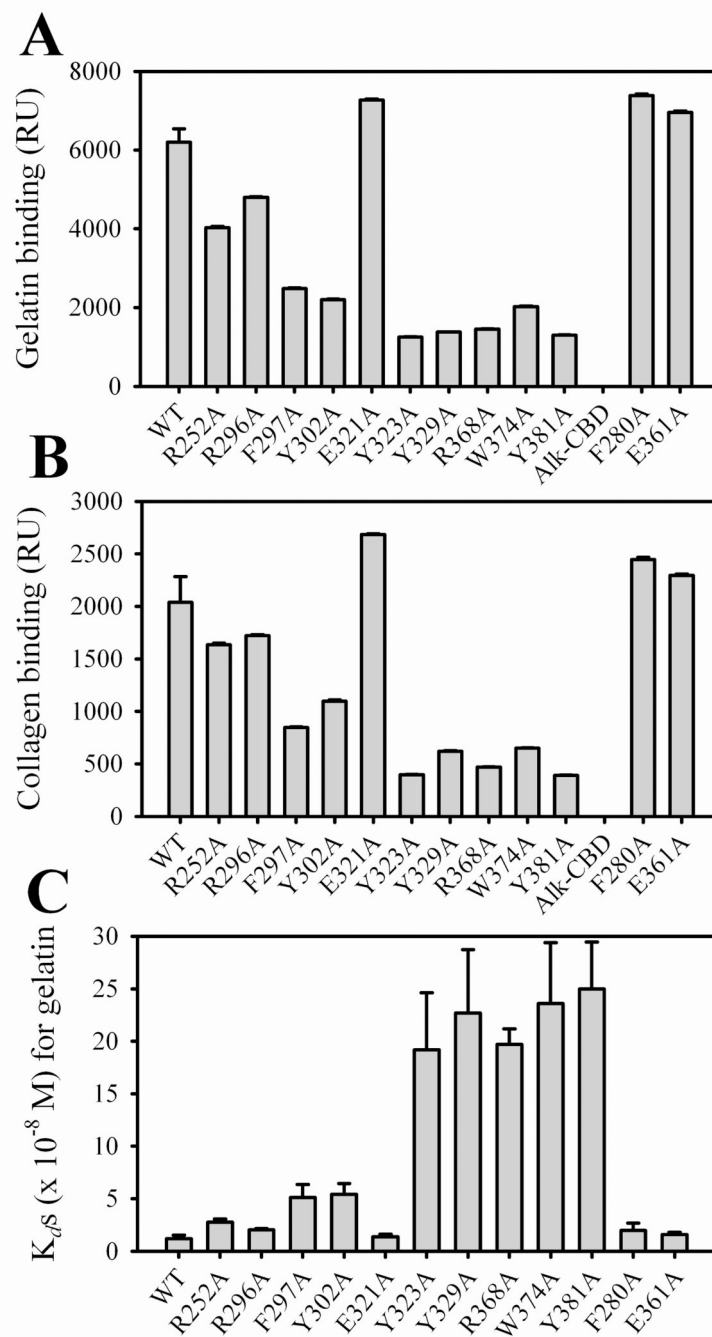 A
Gelatin binding (RU)
8000
6000
4000
2000
0
WT R252A R296A F297A Y302A E321A Y323A Y329A R368A W374A Y381A Alk-CBD F280A E361A
B
Collagen binding (RU)
3000
2500
2000
1500
1000
500
0
WT R252A R296A F297A Y302A E321A Y323A Y329A R368A W374A Y381A Alk-CBD F280A E361A
C
K_ds (x 10^-8 M) for gelatin
30
25
20
15
10
5
0
WT R252A R296A F297A Y302A E321A Y323A Y329A R368A W374A Y381A F280A E361A